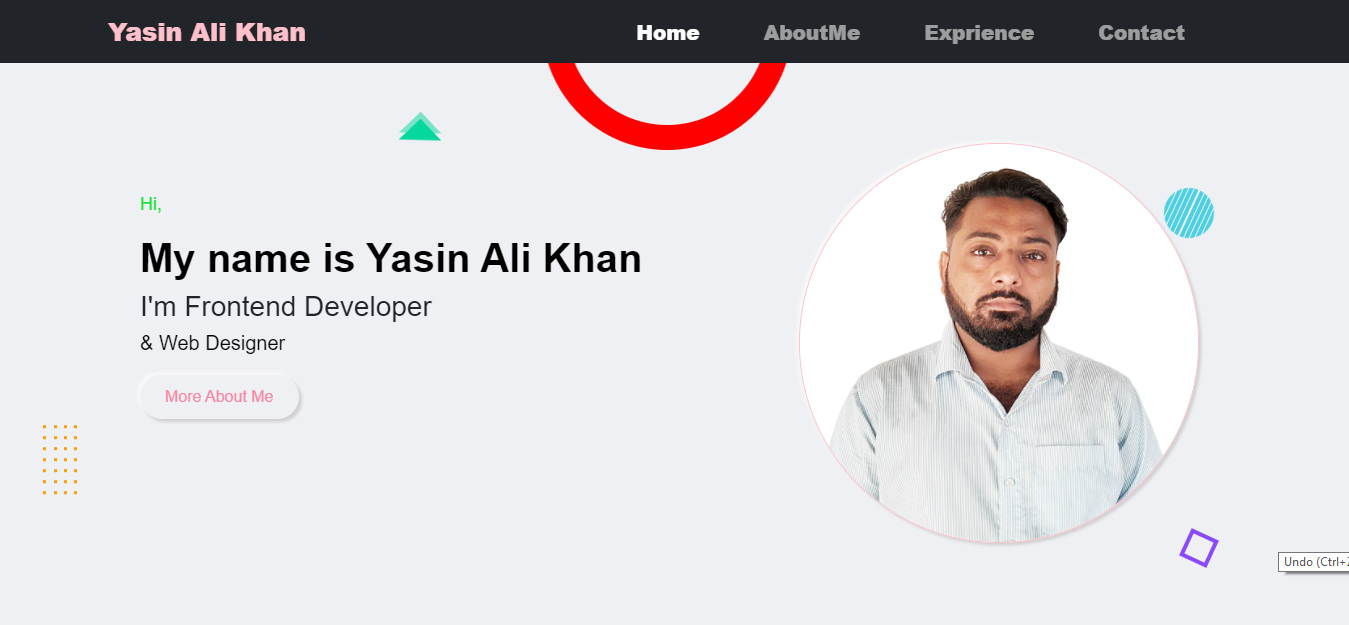 Yasin Ali Khan
Home AboutMe Exprience Contact
Hi,
My name is Yasin Ali Khan
I'm Frontend Developer
& Web Designer
More About Me
Undo (Ctrl+Z